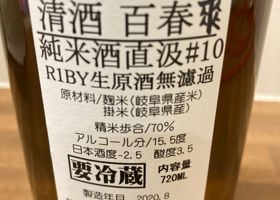 清酒 百春
純米酒直汲#10
R1BY生原酒無濾過
原材料/麹米(岐阜県産米)
掛米(岐阜県産米)
精米歩合/70%
アルコール分/15.5度
日本酒度-2.5 酸度3.5
要冷蔵 内容量
720ML
製造年月 2020,8